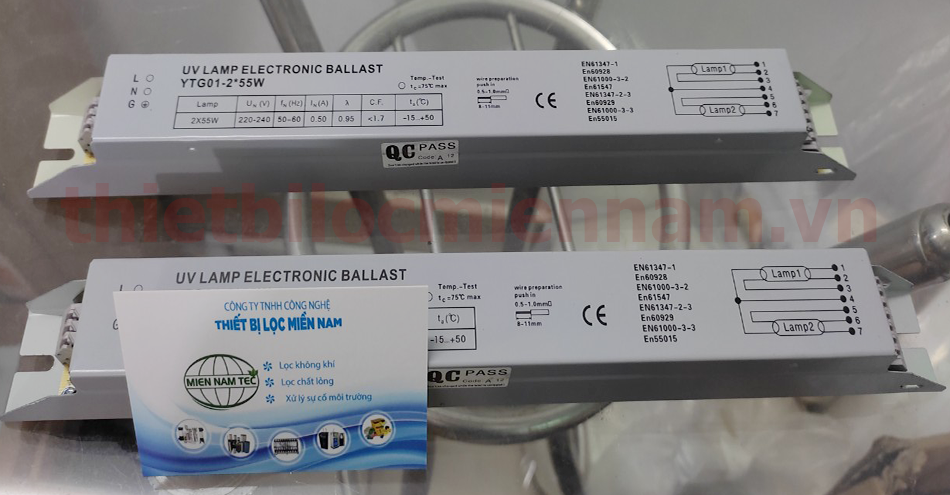 UV LAMP ELECTRONIC BALLAST
YTG01-2*55W
L
N
G
Lamp Uₙ (V) fₙ (Hz) Iₙ (A) λ C.F. tₐ (℃)
2X55W 220-240 50-60 0.50 0.95 <1.7 -15..+50
Temp.-Test
tc=75℃ max
wire preparation
push in
0.5-1.0mm
8-11mm
CE
EN61347-1
En60928
EN61000-3-2
En61547
EN61347-2-3
En60929
EN61000-3-3
En55015
Lamp1
Lamp2
1
2
3
4
5
6
7
QC PASS
Code A 12
thietbilocmiennam.vn
UV LAMP ELECTRONIC BALLAST
L
G
Temp.-Test
tc=75℃ max
tₐ (℃)
-15..+50
wire preparation
push in
0.5-1.0mΩ
8-11mm
CE
EN61347-1
En60928
EN61000-3-2
En61547
EN61347-2-3
En60929
EN61000-3-3
En55015
Lamp1
Lamp2
1
2
3
4
5
6
7
QC PASS
Code A 12
CÔNG TY TNHH CÔNG NGHỆ
THIẾT BỊ LỌC MIỀN NAM
MIEN NAM TEC
Lọc không khí
Lọc chất lỏng
Xử lý sự cố môi trường